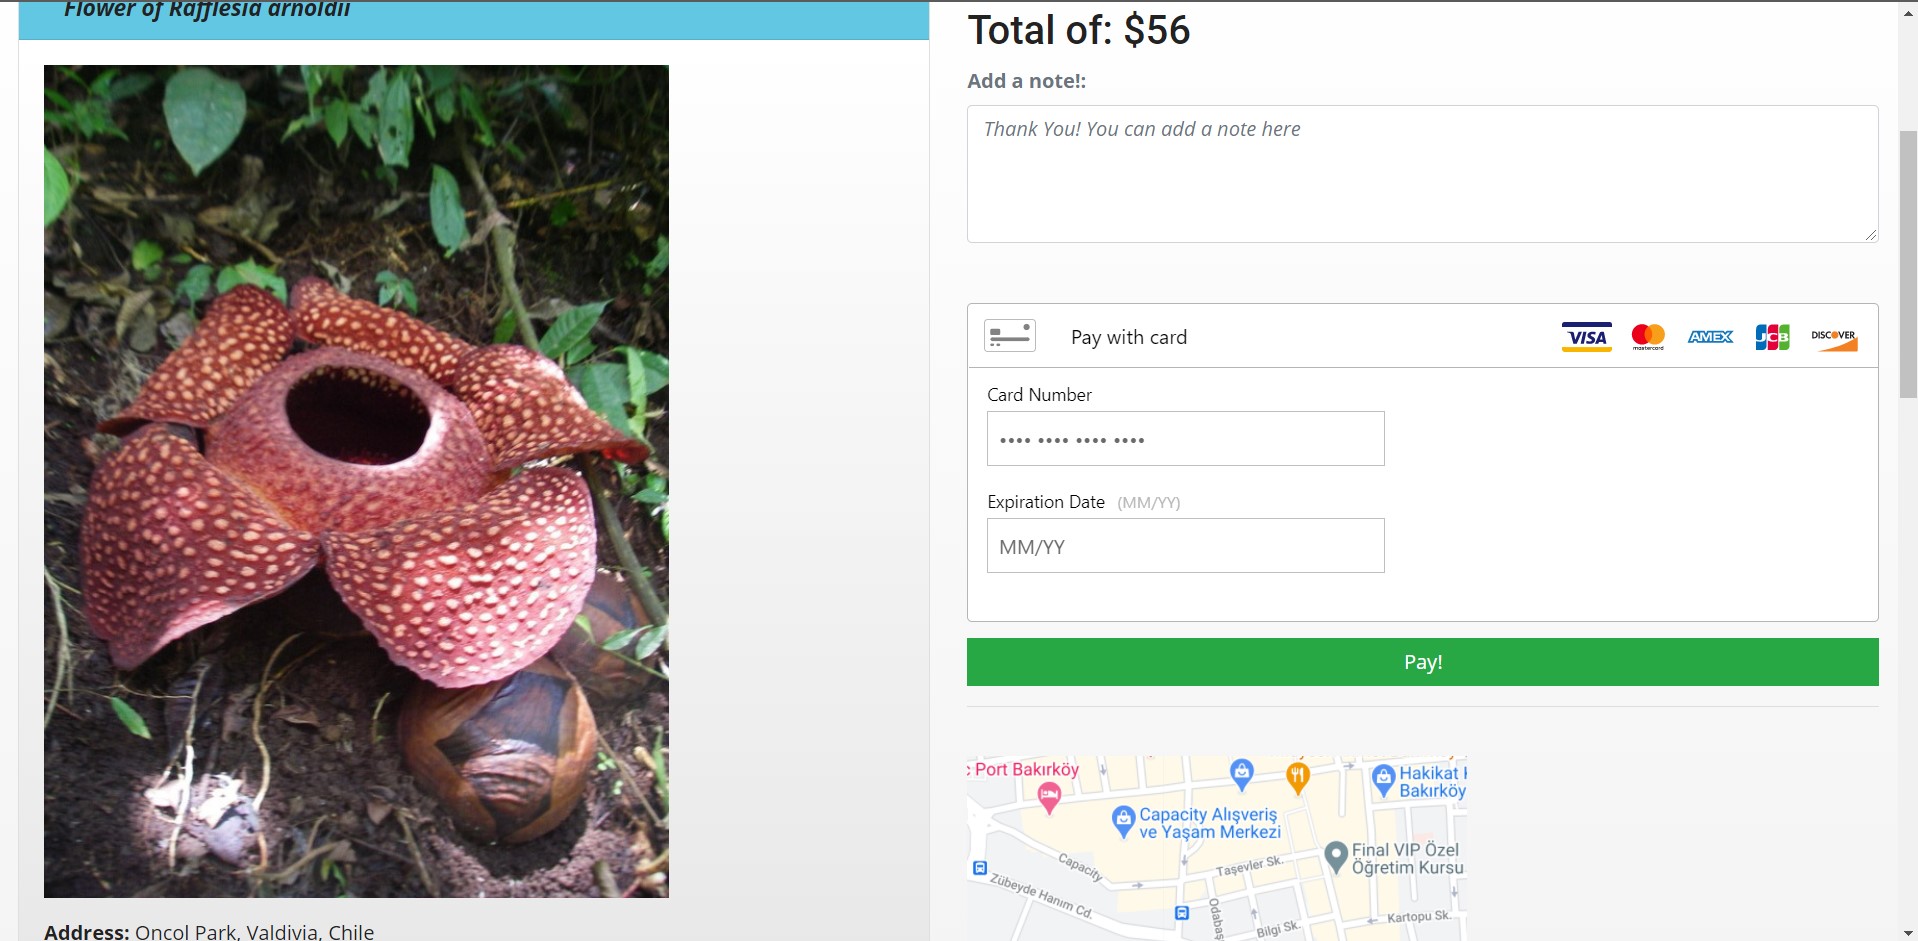 Flower of Rafflesia arnoldii
Address: Oncol Park, Valdivia, Chile
Total of: $56
Add a note!:
Thank You! You can add a note here
Pay with card
VISA
mastercard
AMEX
JCB
DISCOVER
Card Number
•••• •••• •••• ••••
Expiration Date (MM/YY)
MM/YY
Pay!
Port Bakırköy
Hakikat
Bakırköy
Capacity Alışveriş
ve Yaşam Merkezi
Final VIP Özel
Öğretim Kursu
Capacity
Taşevler Sk.
Zübeyde Hanım Cd.
Odabaş
Kartopu Sk.
Bilgi Sk.